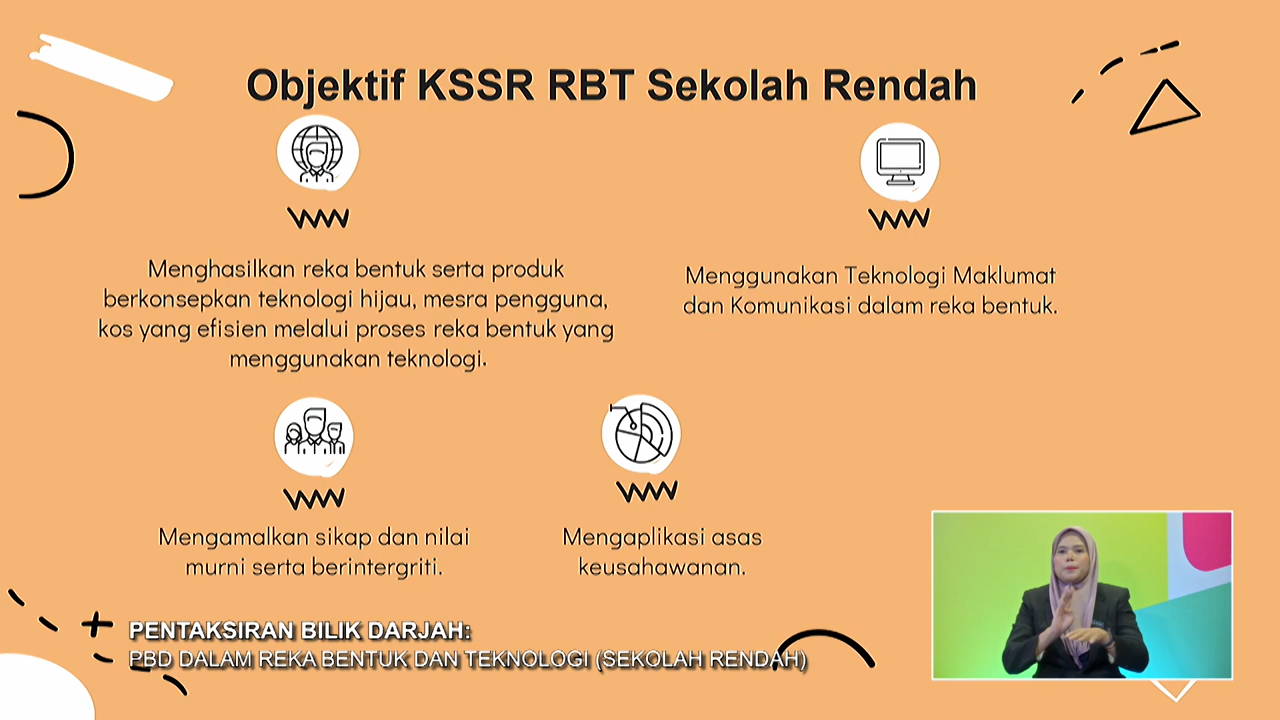 Objektif KSSR RBT Sekolah Rendah
Menghasilkan reka bentuk serta produk
berkonsepkan teknologi hijau, mesra pengguna,
kos yang efisien melalui proses reka bentuk yang
menggunakan teknologi.
Menggunakan Teknologi Maklumat
dan Komunikasi dalam reka bentuk.
Mengamalkan sikap dan nilai
murni serta berintergriti.
Mengaplikasi asas
keusahawanan.
PENTAKSIRAN BILIK DARJAH:
PBD DALAM REKA BENTUK DAN TEKNOLOGI (SEKOLAH RENDAH)